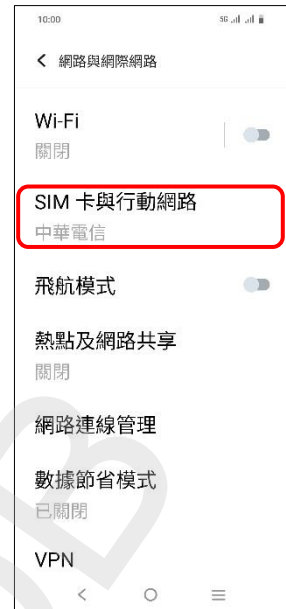 10:00
5G
網路與網際網路
Wi-Fi
關閉
SIM 卡與行動網路
中華電信
飛航模式
熱點及網路共享
關閉
網路連線管理
數據節省模式
已關閉
VPN